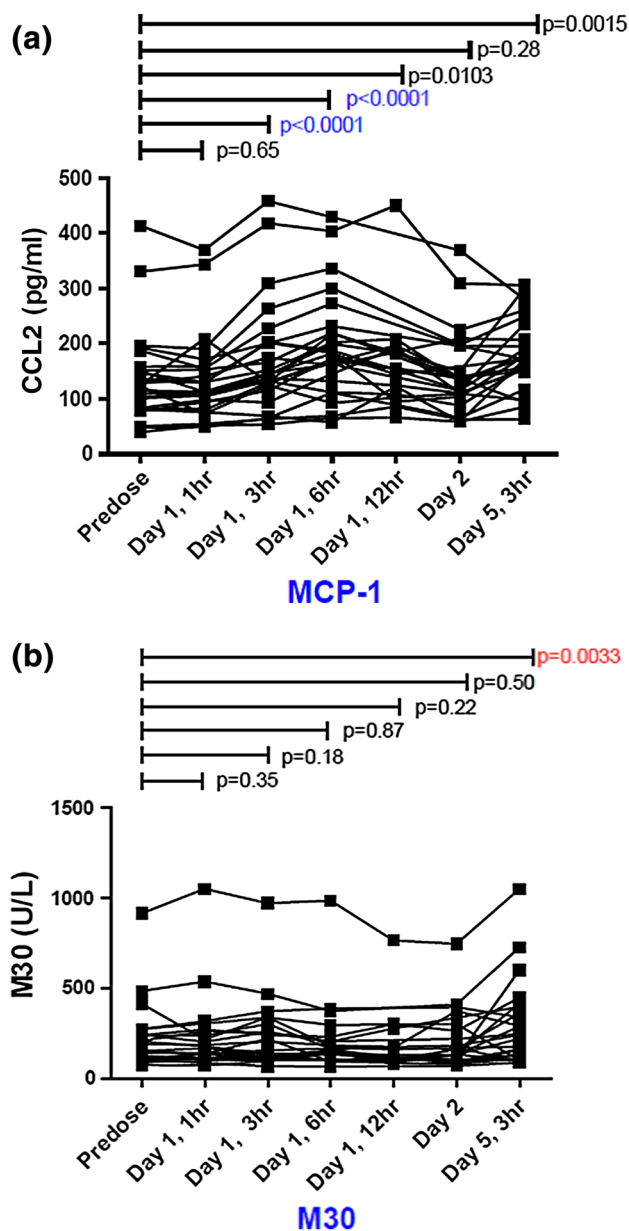 (a)
p=0.0015
p=0.28
p=0.0103
p<0.0001
p<0.0001
p=0.65
CCL2 (pg/ml)
500
400
300
200
100
0
Predose
Day 1, 1hr
Day 1, 3hr
Day 1, 6hr
Day 1, 12hr
Day 2
Day 5, 3hr
MCP-1
(b)
p=0.0033
p=0.50
p=0.22
p=0.87
p=0.18
p=0.35
M30 (U/L)
1500
1000
500
0
Predose
Day 1, 1hr
Day 1, 3hr
Day 1, 6hr
Day 1, 12hr
Day 2
Day 5, 3hr
M30